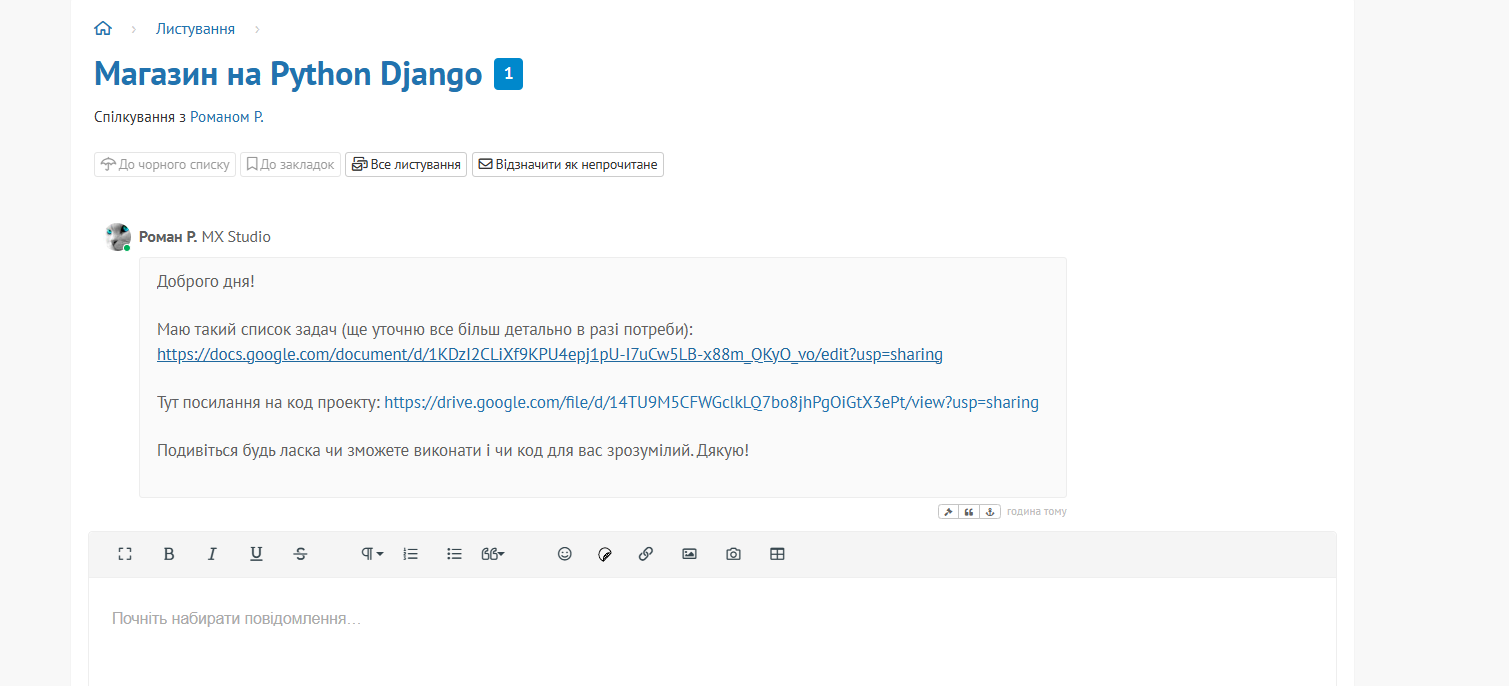 Листування
Магазин на Python Django 1
Спілкування з Романом Р.
До чорного списку До закладок Все листування Відзначити як непрочитане
Роман Р. MX Studio
Доброго дня!
Маю такий список задач (ще уточню все більш детально в разі потреби):
https://docs.google.com/document/d/1KDzI2CLiXf9KPU4epj1pU-I7uCw5LB-x88m_QKyO_vo/edit?usp=sharing
Тут посилання на код проекту: https://drive.google.com/file/d/14TU9M5CFWGclkLQ7bo8jhPgOiGtX3ePt/view?usp=sharing
Подивіться будь ласка чи зможете виконати і чи код для вас зрозумілий. Дякую!
година тому
B I U S
Почніть набирати повідомлення...